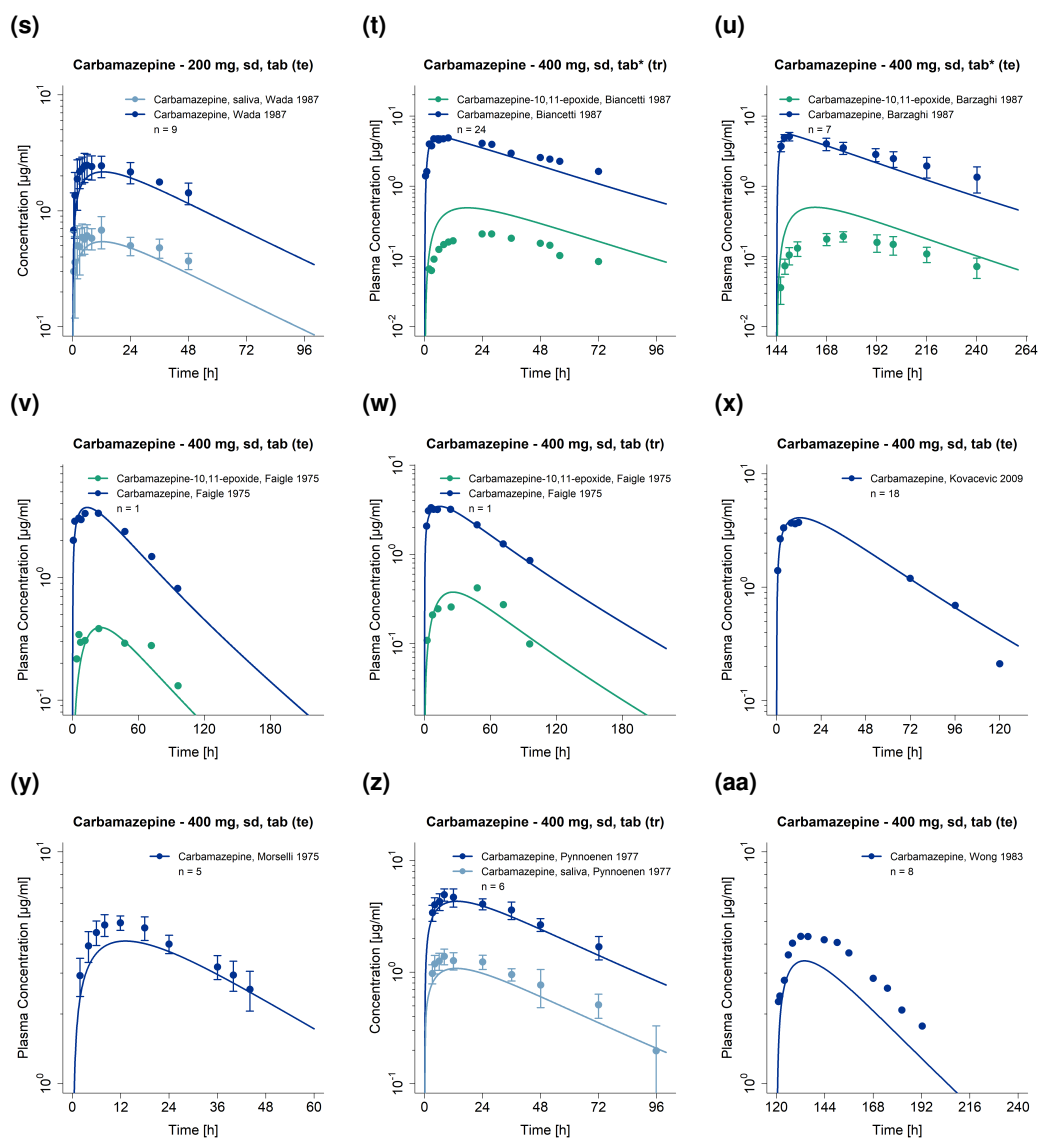 (s)
Carbamazepine - 200 mg, sd, tab (te)
Carbamazepine, saliva, Wada 1987
Carbamazepine, Wada 1987
n = 9
Concentration [µg/ml]
10¹
10⁰
10⁻¹
0 24 48 72 96
Time [h]
(t)
Carbamazepine - 400 mg, sd, tab* (tr)
Carbamazepine-10,11-epoxide, Biancetti 1987
Carbamazepine, Biancetti 1987
n = 24
Plasma Concentration [µg/ml]
10¹
10⁰
10⁻¹
10⁻²
0 24 48 72 96
Time [h]
(u)
Carbamazepine - 400 mg, sd, tab* (te)
Carbamazepine-10,11-epoxide, Barzaghi 1987
Carbamazepine, Barzaghi 1987
n = 7
Plasma Concentration [µg/ml]
10¹
10⁰
10⁻¹
10⁻²
144 168 192 216 240 264
Time [h]
(v)
Carbamazepine - 400 mg, sd, tab (te)
Carbamazepine-10,11-epoxide, Faigle 1975
Carbamazepine, Faigle 1975
n = 1
Plasma Concentration [µg/ml]
10⁰
10⁻¹
0 60 120 180
Time [h]
(w)
Carbamazepine - 400 mg, sd, tab (tr)
Carbamazepine-10,11-epoxide, Faigle 1975
Carbamazepine, Faigle 1975
n = 1
Plasma Concentration [µg/ml]
10¹
10⁰
10⁻¹
0 60 120 180
Time [h]
(x)
Carbamazepine - 400 mg, sd, tab (te)
Carbamazepine, Kovacevic 2009
n = 18
Plasma Concentration [µg/ml]
10¹
10⁰
10⁻¹
0 24 48 72 96 120
Time [h]
(y)
Carbamazepine - 400 mg, sd, tab (te)
Carbamazepine, Morselli 1975
n = 5
Plasma Concentration [µg/ml]
10¹
10⁰
0 12 24 36 48 60
Time [h]
(z)
Carbamazepine - 400 mg, sd, tab (tr)
Carbamazepine, Pynnoenen 1977
Carbamazepine, saliva, Pynnoenen 1977
n = 6
Concentration [µg/ml]
10¹
10⁰
10⁻¹
0 24 48 72 96
Time [h]
(aa)
Carbamazepine - 400 mg, sd, tab (te)
Carbamazepine, Wong 1983
n = 8
Plasma Concentration [µg/ml]
10¹
10⁰
120 144 168 192 216 240
Time [h]